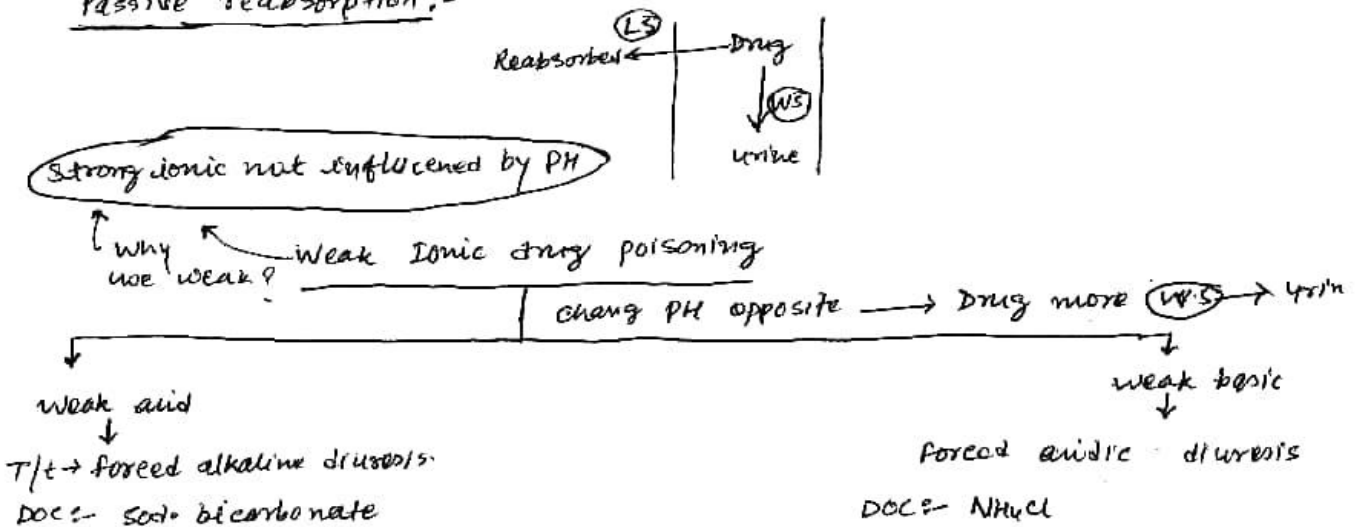 Passive reabsorption:-
LS
Reabsorbed Drug
WS
urine
Strong ionic not influcened by PH
why Weak Ionic drug poisoning
use weak?
chang PH opposite → Drug more W.S → Urin
weak acid weak basic
T/t → forced alkaline diuresis. Forced acidic diuresis
DOC:- Sod. bicarbonate DOC:- NH4Cl